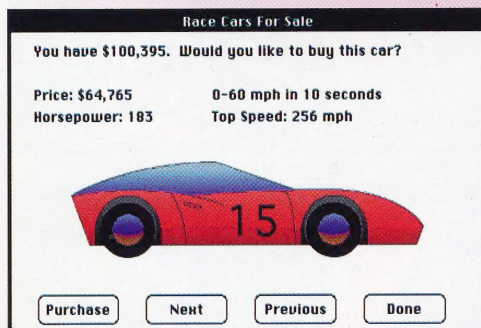 Race Cars For Sale
You have $100,395. Would you like to buy this car?
Price: $64,765 0-60 mph in 10 seconds
Horsepower: 183 Top Speed: 256 mph
15
Purchase Next Previous Done